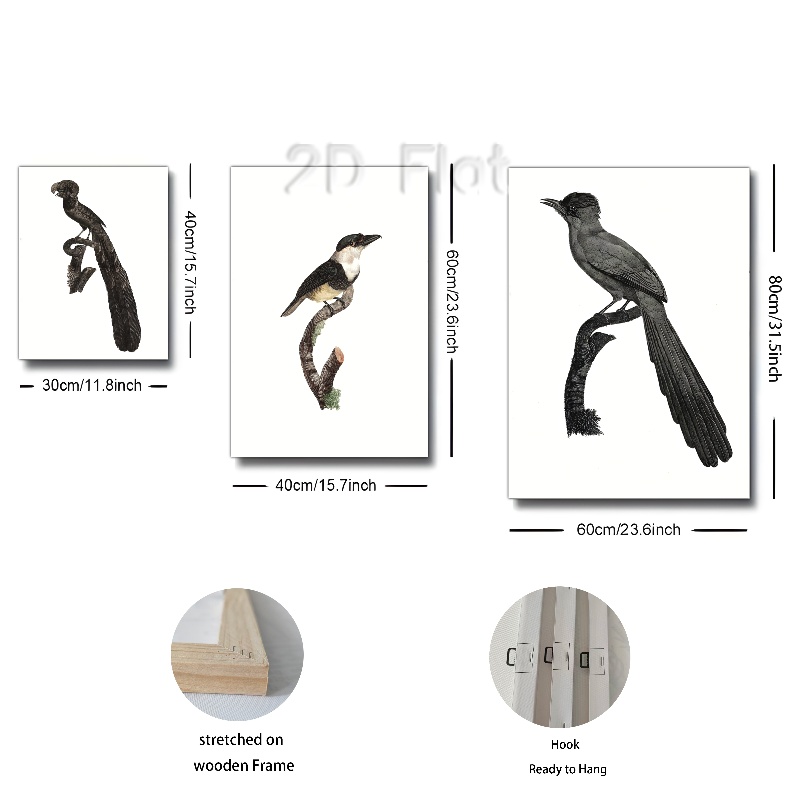 2D Flat
40cm/15.7inch
60cm/23.6inch
80cm/31.5inch
30cm/11.8inch
40cm/15.7inch
60cm/23.6inch
stretched on
wooden Frame
Hook
Ready to Hang